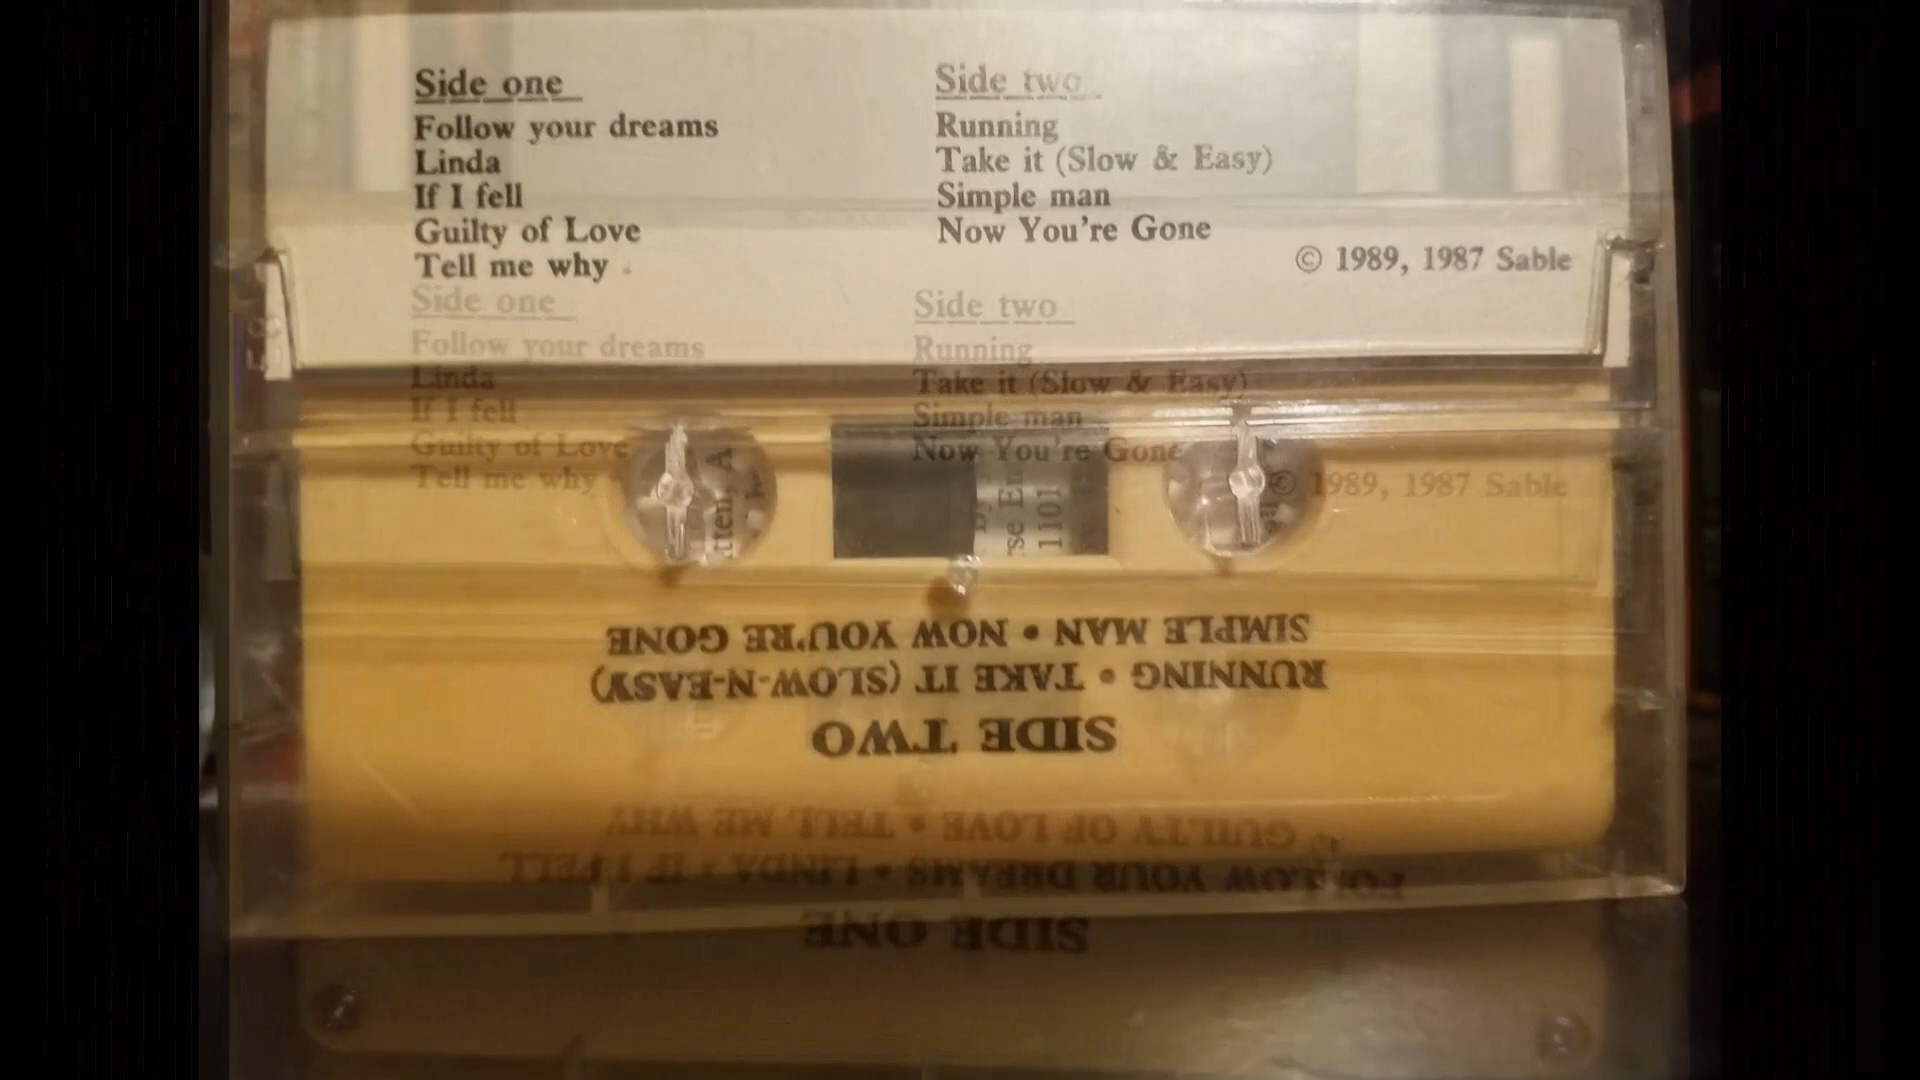 Side one
Follow your dreams
Linda
If I fell
Guilty of Love
Tell me why
Side two
Running
Take it (Slow & Easy)
Simple man
Now You're Gone
© 1989, 1987 Sable
Side one
Follow your dreams
Linda
If I fell
Guilty of Love
Tell me why
Side two
Running
Take it (Slow & Easy)
Simple man
Now You're Gone
© 1989, 1987 Sable
1101
SIDE TWO
RUNNING • TAKE IT (SLOW-N-EASY)
SIMPLE MAN • NOW YOU'RE GONE
SIDE ONE
FOLLOW YOUR DREAMS • LINDA • IF I FELL
GUILTY OF LOVE • TELL ME WHY